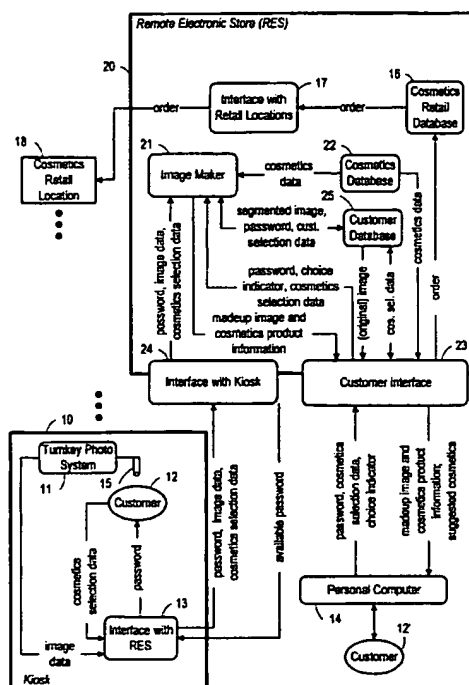 Remote Electronic Store (RES)
20
17
16
Interface with
Retail Locations
Cosmetics
Retail
Database
order
order
18
Cosmetics
Retail
Location
21
Image Maker
cosmetics
data
22
Cosmetics
Database
25
Customer
Database
segmented image,
password, cust.
selection data
password, image data,
cosmetics selection data
password, choice
indicator, cosmetics
selection data
(original) image
cos. sel. data
cosmetics data
order
madeup image and
cosmetics product
information
24
Interface with Kiosk
Customer interface
23
10
Turnkey Photo
System
11
15
12
Customer
cosmetics
selection data
password
13
Interface with
RES
image
data
Kiosk
password, image data,
cosmetics selection data
available password
password, cosmetics
selection data,
choice indicator
madeup image and
cosmetics product
information;
suggested cosmetics
Personal Computer
14
Customer
12'